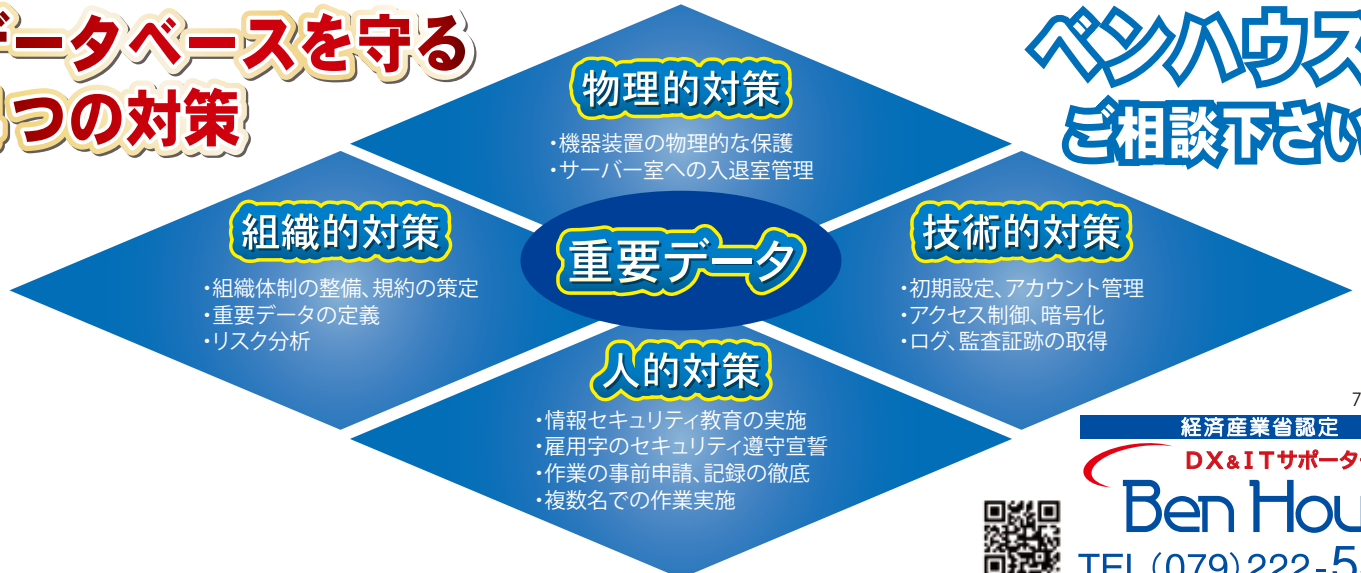 データベースを守る
つの対策
ベンハウス
ご相談下さい
物理的対策
・機器装置の物理的な保護
・サーバー室への入退室管理
組織的対策
・組織体制の整備、規約の策定
・重要データの定義
・リスク分析
重要データ
技術的対策
・初期設定、アカウント管理
・アクセス制御、暗号化
・ログ、監査証跡の取得
人的対策
・情報セキュリティ教育の実施
・雇用字のセキュリティ遵守宣誓
・作業の事前申請、記録の徹底
・複数名での作業実施
7
経済産業省認定
DX&ITサポーター
Ben Hou
TEL(079)222-5